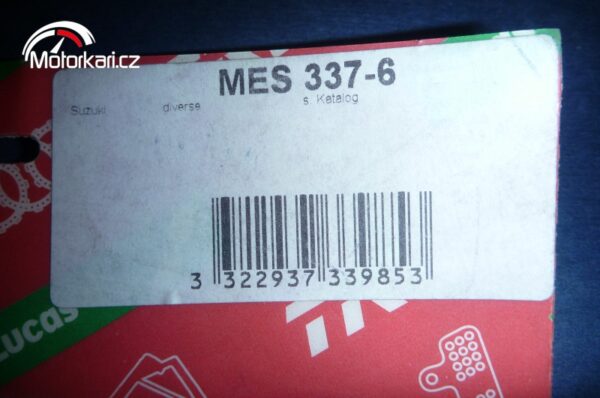 Motorkari.cz
MES 337-6
Suzuki diverse s. Katalog
3 322937 339853
Lucas